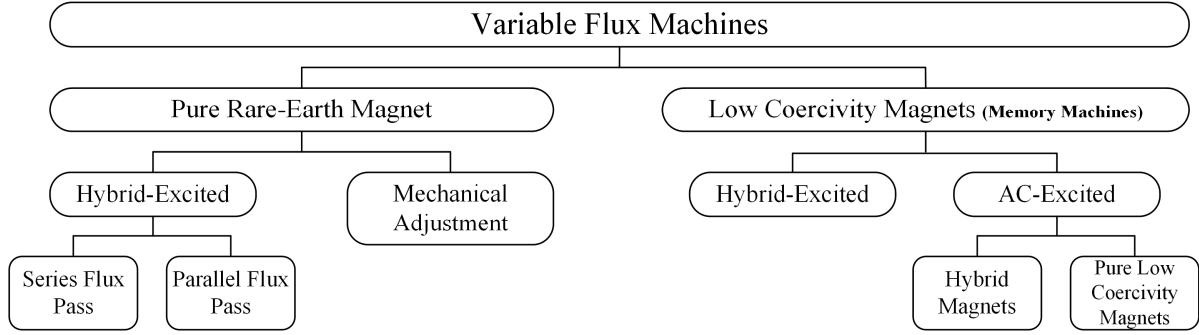 Variable Flux Machines
Pure Rare-Earth Magnet
Low Coercivity Magnets (Memory Machines)
Hybrid-Excited
Mechanical
Adjustment
Hybrid-Excited
AC-Excited
Series Flux
Pass
Parallel Flux
Pass
Hybrid
Magnets
Pure Low
Coercivity
Magnets